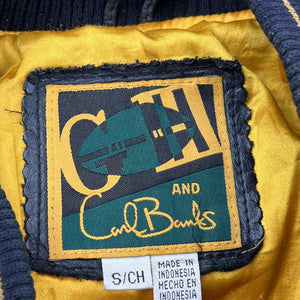 G-III
AND
Carl Banks
S/CH
MADE IN
INDONESIA
HECHO EN
INDONESIA